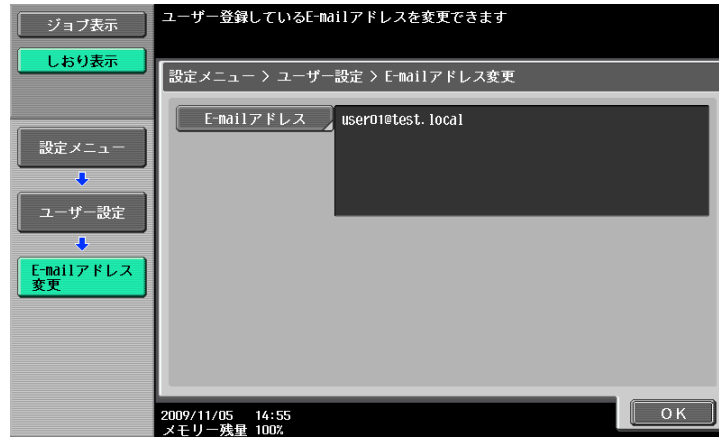 ジョブ表示
しおり表示
設定メニュー
ユーザー設定
E-mailアドレス
変更
ユーザー登録しているE-mailアドレスを変更できます
設定メニュー > ユーザー設定 > E-mailアドレス変更
E-mailアドレス user01@test.local
2009/11/05 14:55
メモリー残量 100%
OK